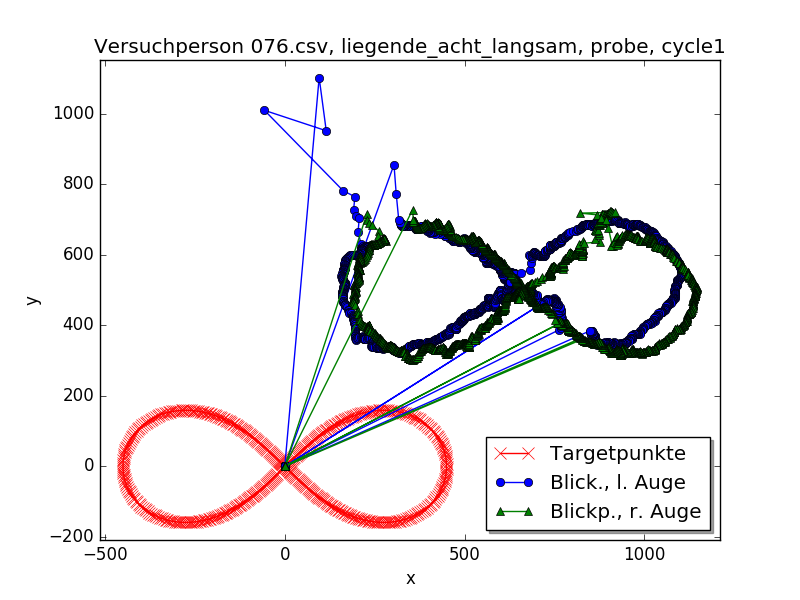 Versuchperson 076.csv, liegende_acht_langsam, probe, cycle1
1000
800
600
400
200
0
−200
y
−500
0
500
1000
x
Targetpunkte
Blick., l. Auge
Blickp., r. Auge